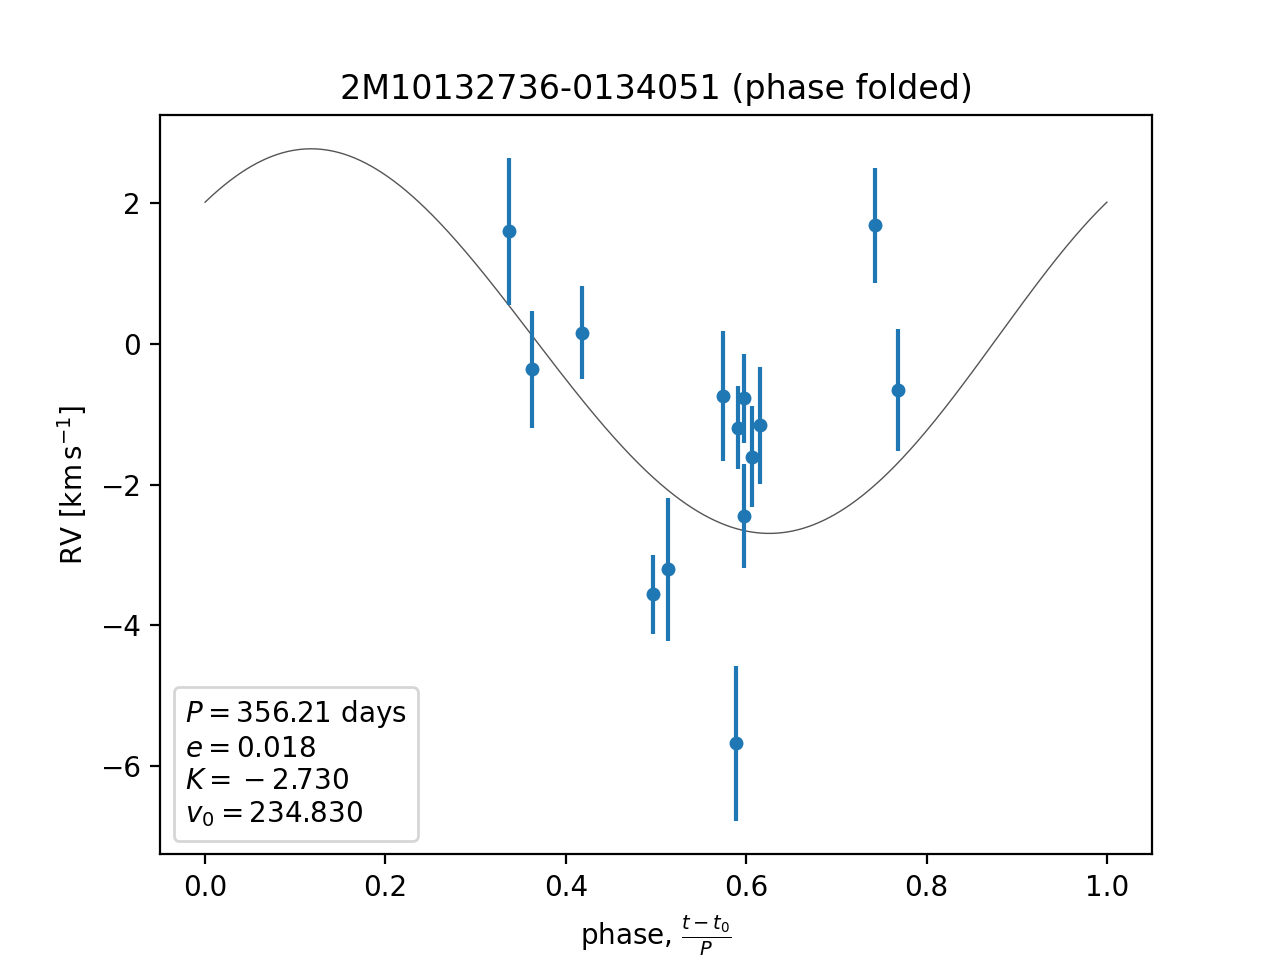 2M10132736-0134051 (phase folded)
RV [km s⁻¹]
2
0
−2
−4
−6
P = 356.21 days
e = 0.018
K = −2.730
v₀ = 234.830
0.0 0.2 0.4 0.6 0.8 1.0
phase, (t − t₀)/P